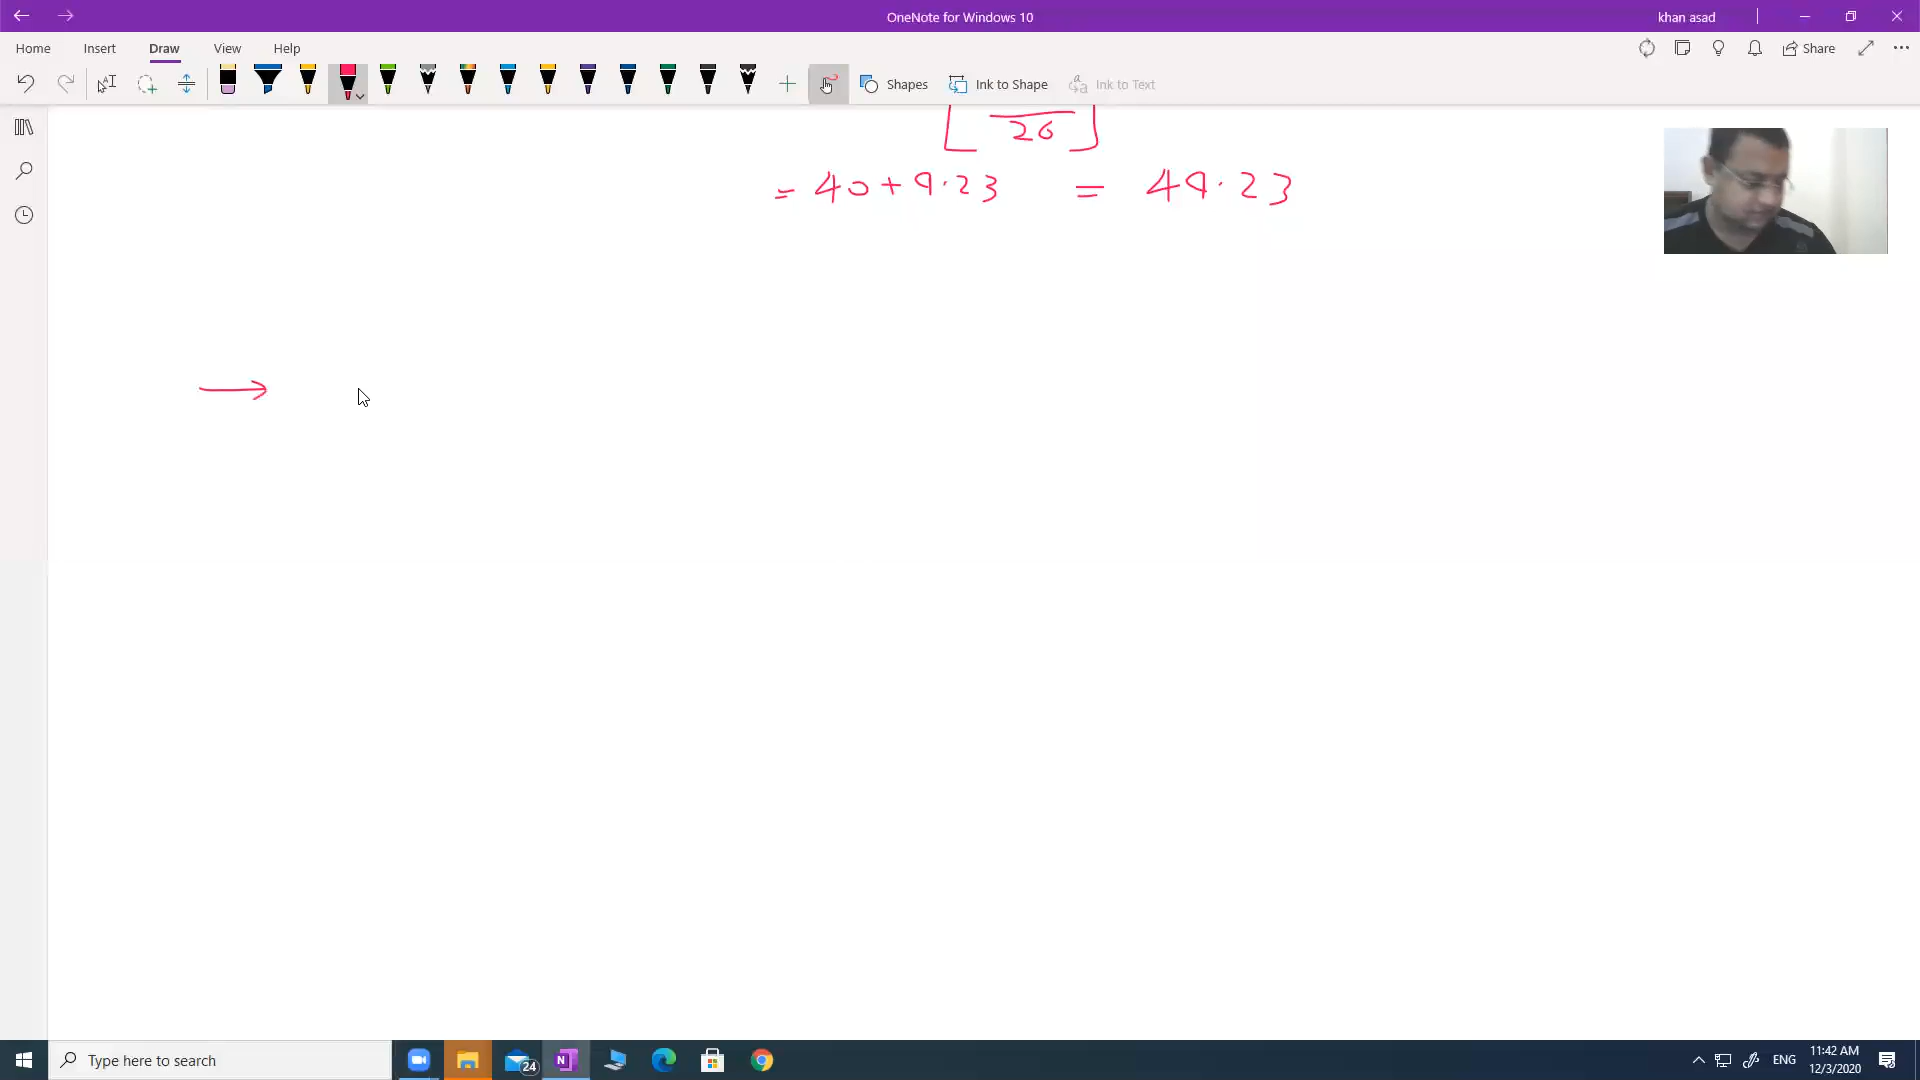 OneNote for Windows 10
khan asad
Home Insert Draw View Help
Share
Shapes
Ink to Shape
Ink to Text
26
= 40 + 9.23 = 49.23
Type here to search
24
ENG
11:42 AM
12/3/2020